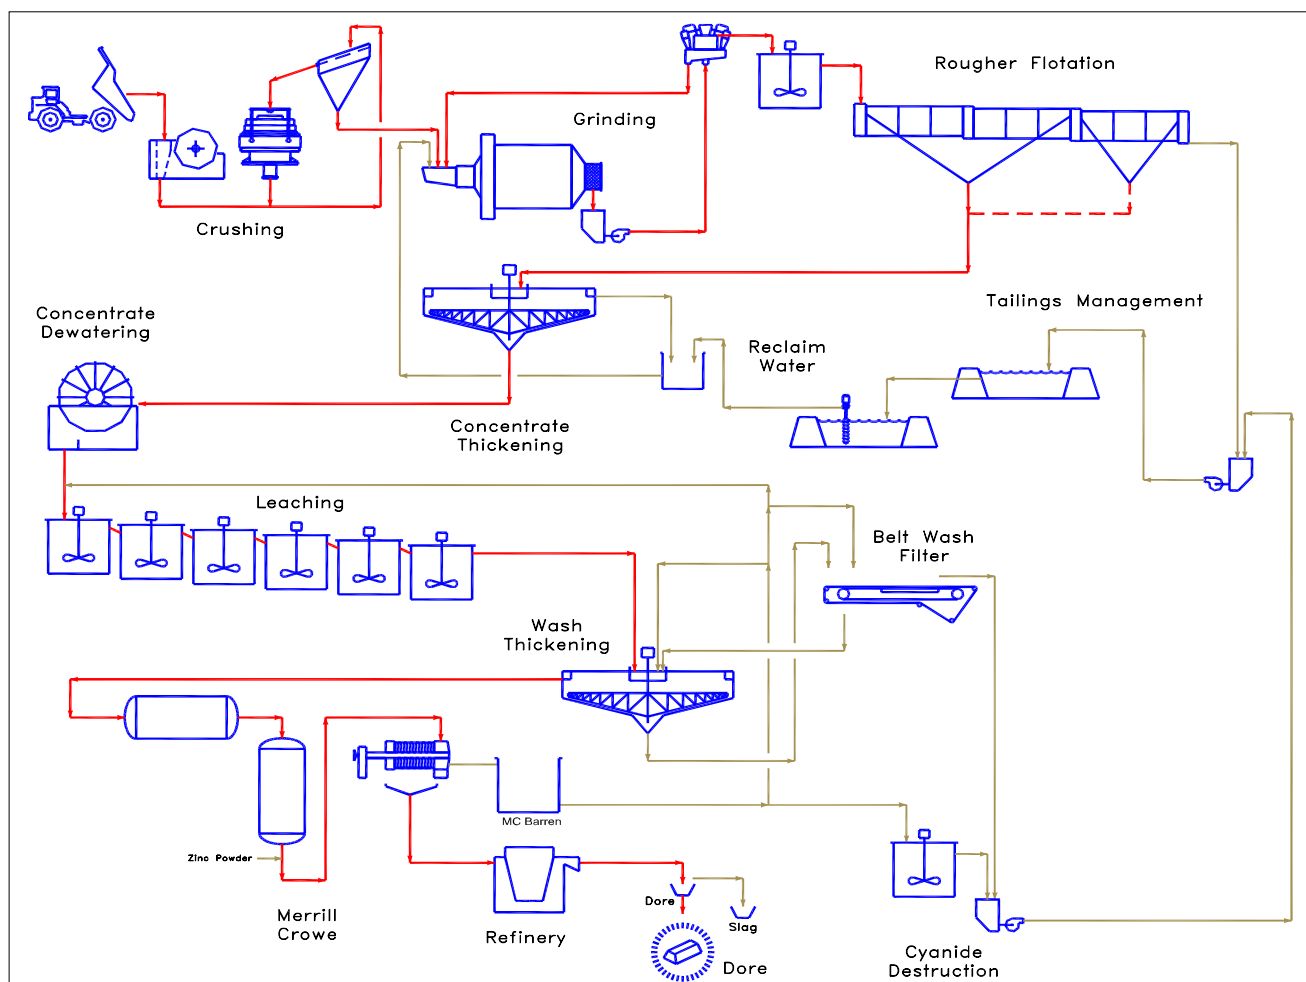 Rougher Flotation
Grinding
Crushing
Tailings Management
Concentrate
Dewatering
Reclaim
Water
Concentrate
Thickening
Leaching
Belt Wash
Filter
Wash
Thickening
MC Barren
Zinc Powder
Merrill
Crowe
Refinery
Dore
Slag
Dore
Cyanide
Destruction